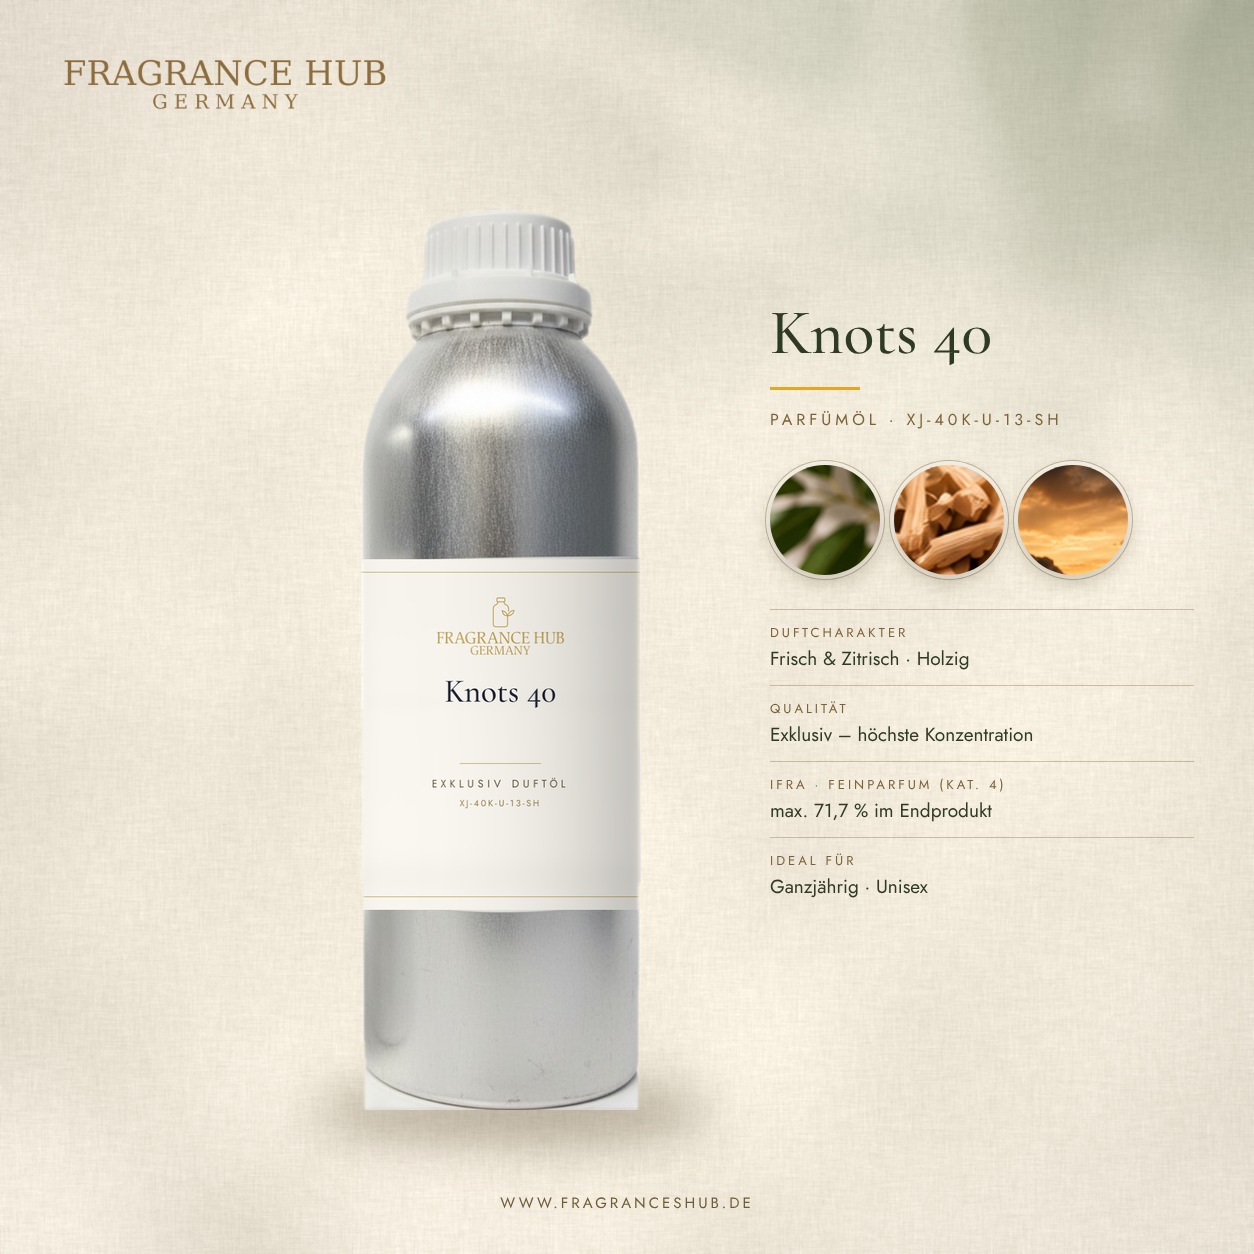 FRAGRANCE HUB
GERMANY
Knots 40
PARFÜMÖL · XJ-40K-U-13-SH
DUFTCHARAKTER
Frisch & Zitrisch · Holzig
QUALITÄT
Exklusiv – höchste Konzentration
IFRA · FEINPARFUM (KAT. 4)
max. 71,7 % im Endprodukt
IDEAL FÜR
Ganzjährig · Unisex
FRAGRANCE HUB
GERMANY
Knots 40
EXKLUSIV DUFTÖL
XJ-40K-U-13-SH
WWW.FRAGRANCESHUB.DE